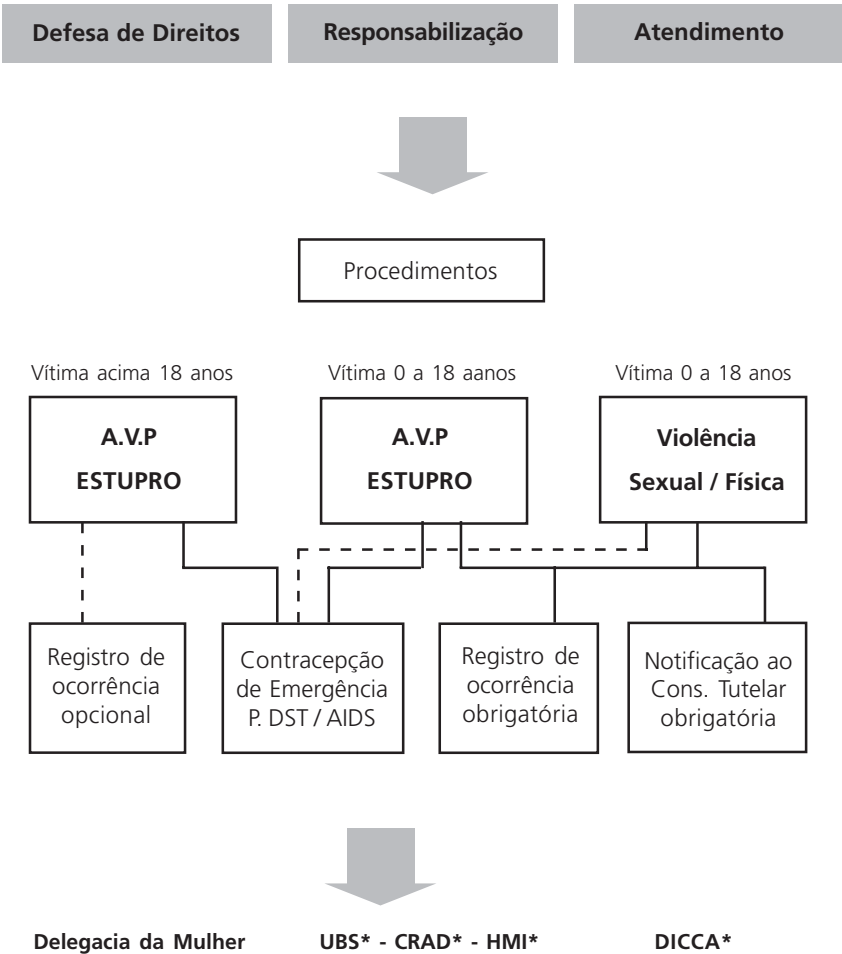 Defesa de Direitos
Responsabilização
Atendimento
Procedimentos
Vítima acima 18 anos
Vítima 0 a 18 aanos
Vítima 0 a 18 anos
A.V.P
ESTUPRO
A.V.P
ESTUPRO
Violência
Sexual / Física
Registro de
ocorrência
opcional
Contracepção
de Emergência
P. DST / AIDS
Registro de
ocorrência
obrigatória
Notificação ao
Cons. Tutelar
obrigatória
Delegacia da Mulher
UBS* - CRAD* - HMI*
DICCA*